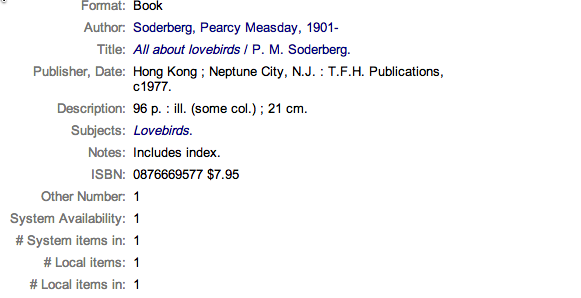 Format: Book
Author: Soderberg, Pearcy Measday, 1901-
Title: All about lovebirds / P. M. Soderberg.
Publisher, Date: Hong Kong ; Neptune City, N.J. : T.F.H. Publications,
c1977.
Description: 96 p. : ill. (some col.) ; 21 cm.
Subjects: Lovebirds.
Notes: Includes index.
ISBN: 0876669577 $7.95
Other Number: 1
System Availability: 1
# System items in: 1
# Local items: 1
# Local items in: 1